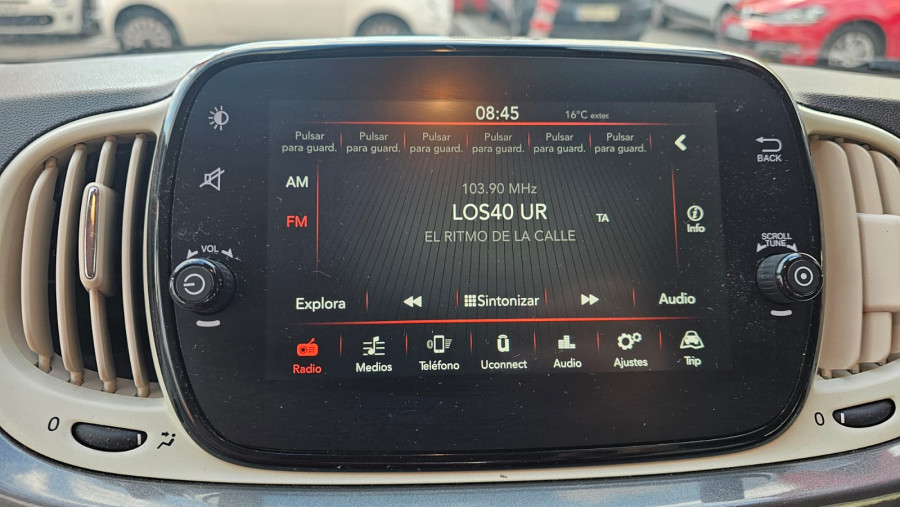 08:45 16°C exter.
Pulsar para guard. Pulsar para guard. Pulsar para guard. Pulsar para guard. Pulsar para guard. Pulsar para guard.
BACK
AM
103.90 MHz
LOS40 UR
TA
FM
Info
EL RITMO DE LA CALLE
VOL
SCROLL
TUNE
Explora Sintonizar Audio
Radio Medios Teléfono Uconnect Audio Ajustes Trip
0 0